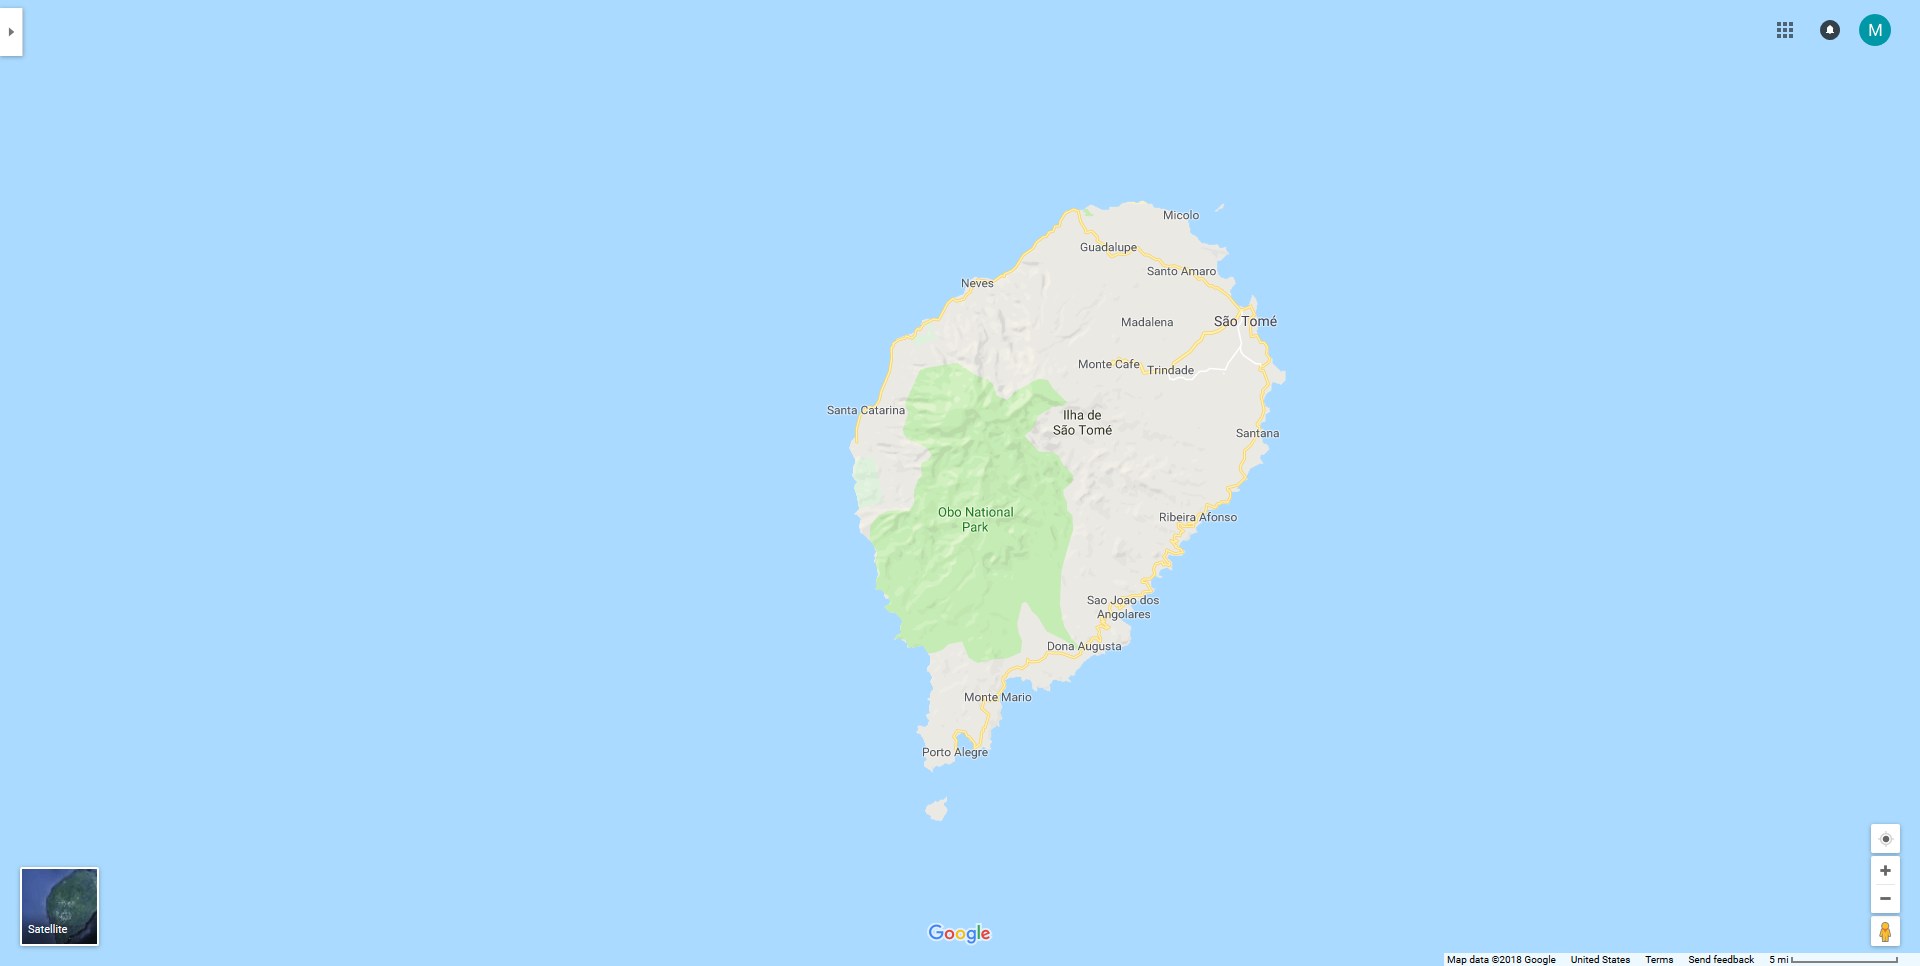 M
Micolo
Guadalupe
Santo Amaro
Neves
São Tomé
Madalena
Monte Cafe
Trindade
Santa Catarina
Ilha de
São Tomé
Santana
Obo National
Park
Ribeira Afonso
Sao Joao dos
Angolares
Dona Augusta
Monte Mario
Porto Alegre
Satellite
Google
Map data ©2018 Google United States Terms Send feedback 5 mi